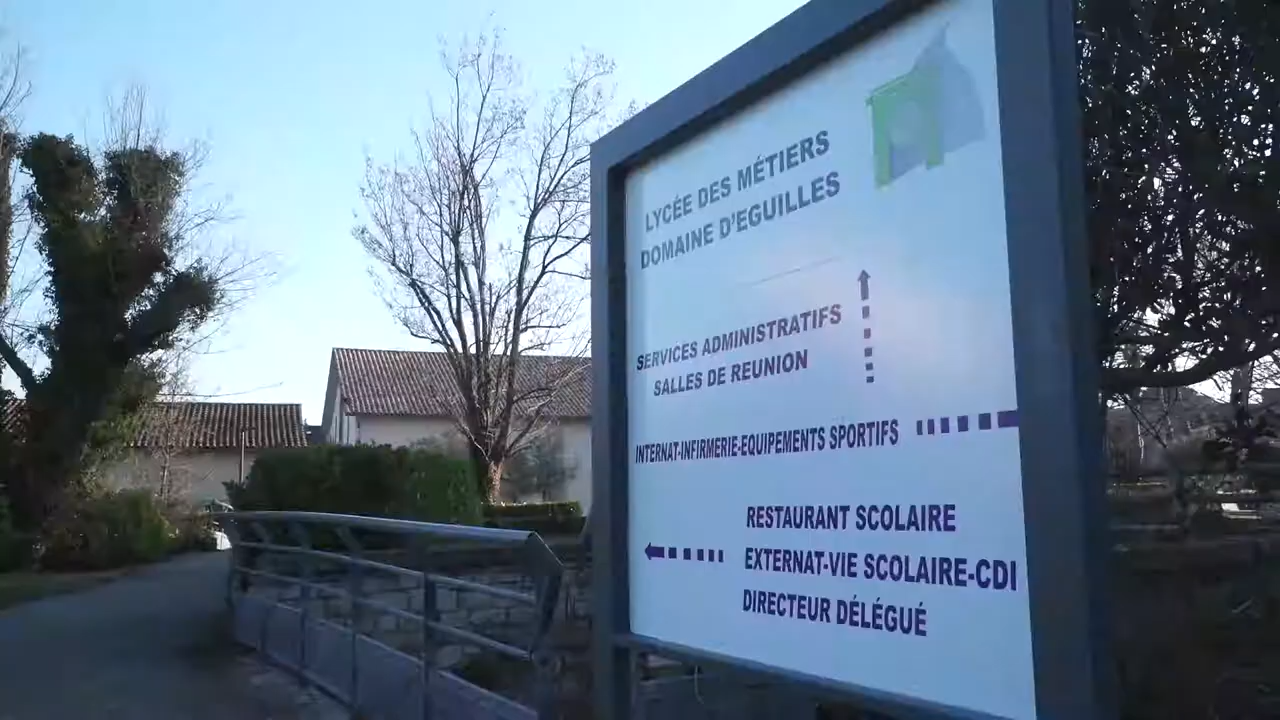 LYCÉE DES MÉTIERS
DOMAINE D'EGUILLES
SERVICES ADMINISTRATIFS
SALLES DE REUNION
INTERNAT-INFIRMERIE-EQUIPEMENTS SPORTIFS
RESTAURANT SCOLAIRE
EXTERNAT-VIE SCOLAIRE-CDI
DIRECTEUR DÉLÉGUÉ